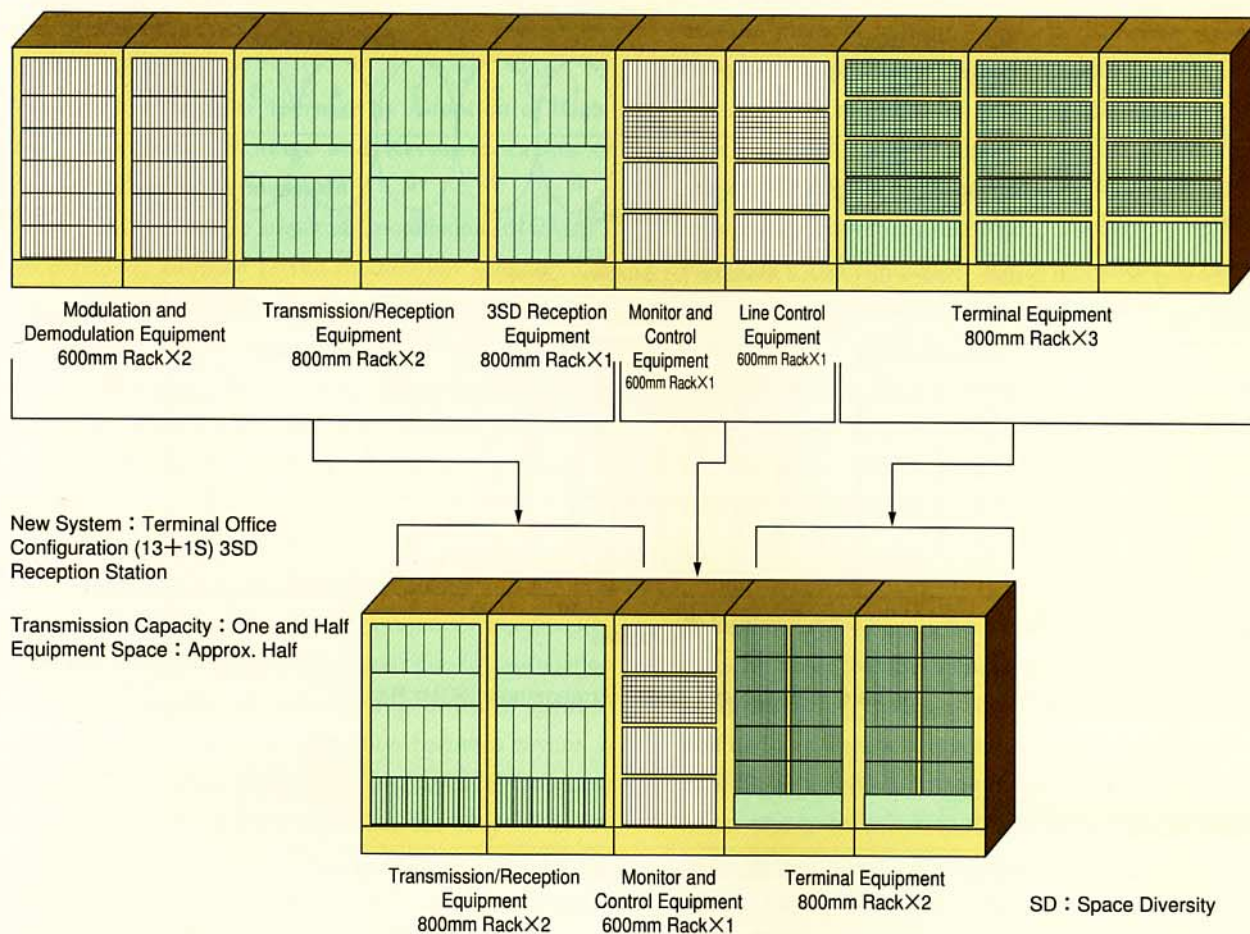 Modulation and
Demodulation Equipment
600mm Rack×2
Transmission/Reception
Equipment
800mm Rack×2
3SD Reception
Equipment
800mm Rack×1
Monitor and
Control
Equipment
600mm Rack×1
Line Control
Equipment
600mm Rack×1
Terminal Equipment
800mm Rack×3
New System：Terminal Office
Configuration (13＋1S) 3SD
Reception Station
Transmission Capacity：One and Half
Equipment Space：Approx. Half
Transmission/Reception
Equipment
800mm Rack×2
Monitor and
Control Equipment
600mm Rack×1
Terminal Equipment
800mm Rack×2
SD：Space Diversity